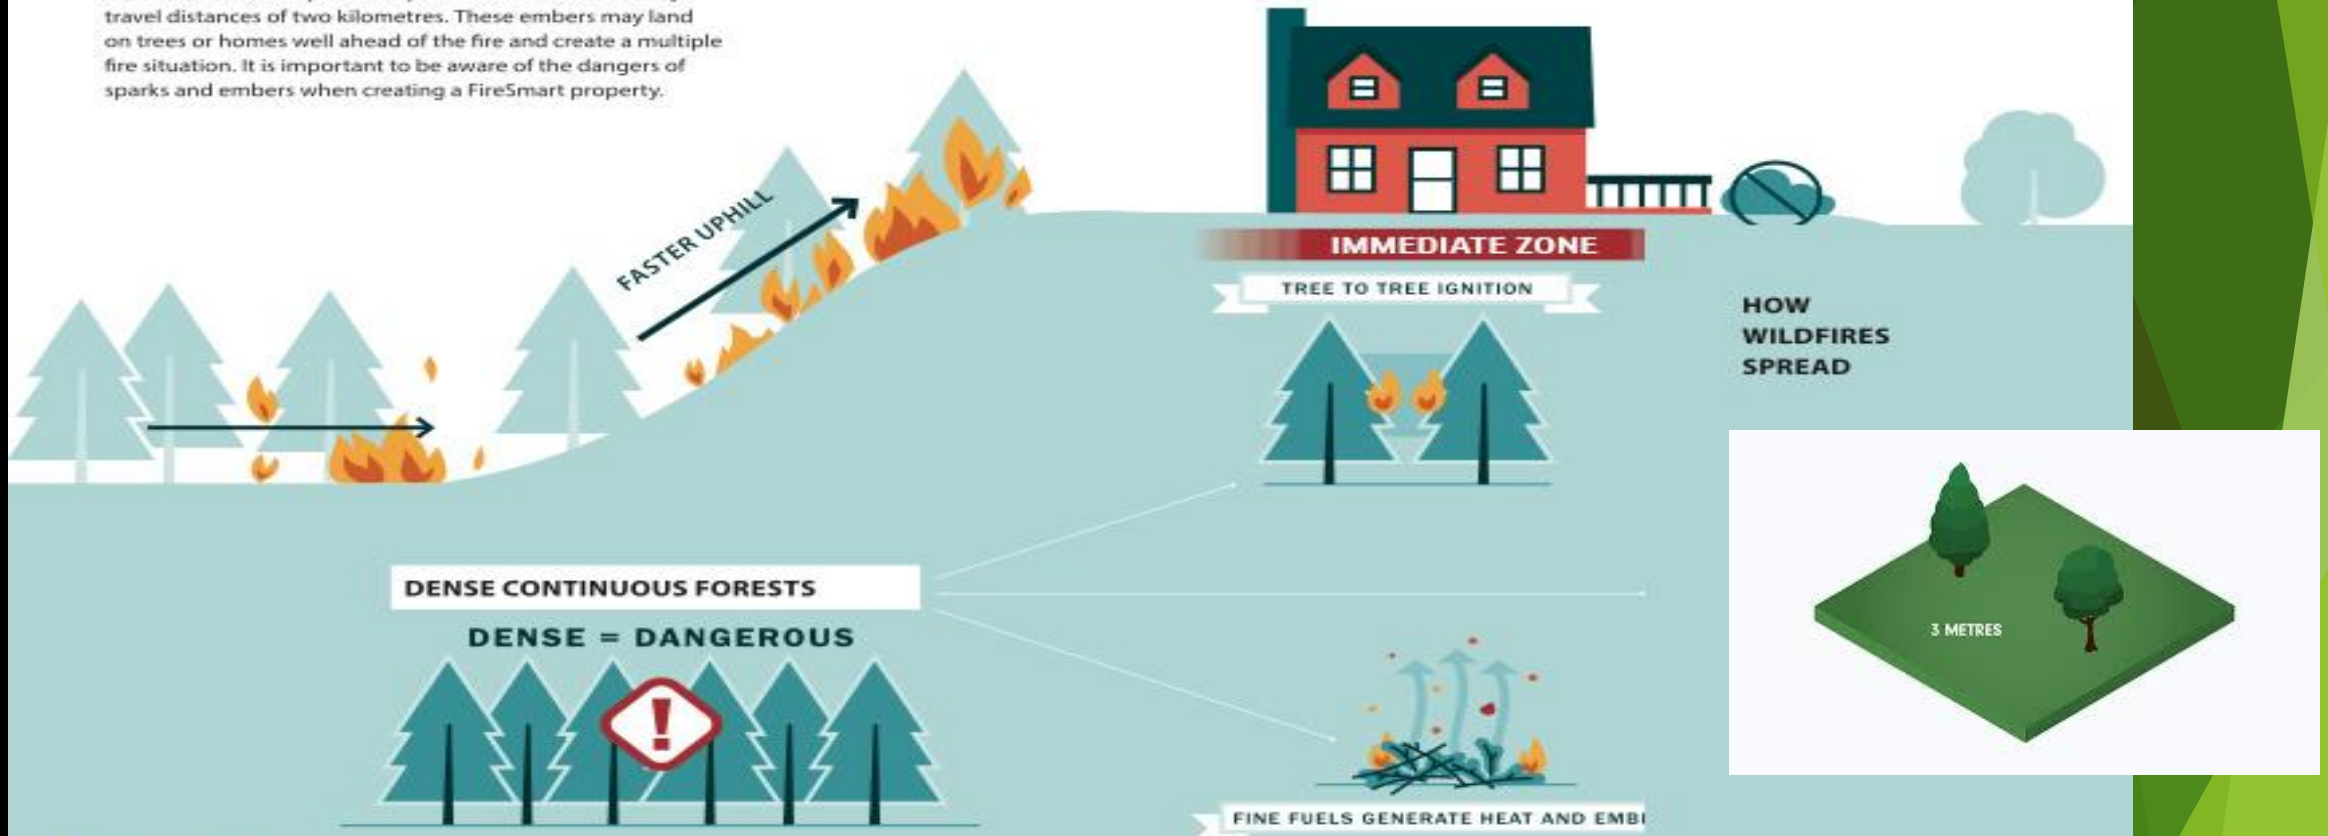 travel distances of two kilometres. These embers may land
on trees or homes well ahead of the fire and create a multiple
fire situation. It is important to be aware of the dangers of
sparks and embers when creating a FireSmart property.
FASTER UPHILL
IMMEDIATE ZONE
TREE TO TREE IGNITION
HOW
WILDFIRES
SPREAD
DENSE CONTINUOUS FORESTS
DENSE = DANGEROUS
3 METRES
FINE FUELS GENERATE HEAT AND